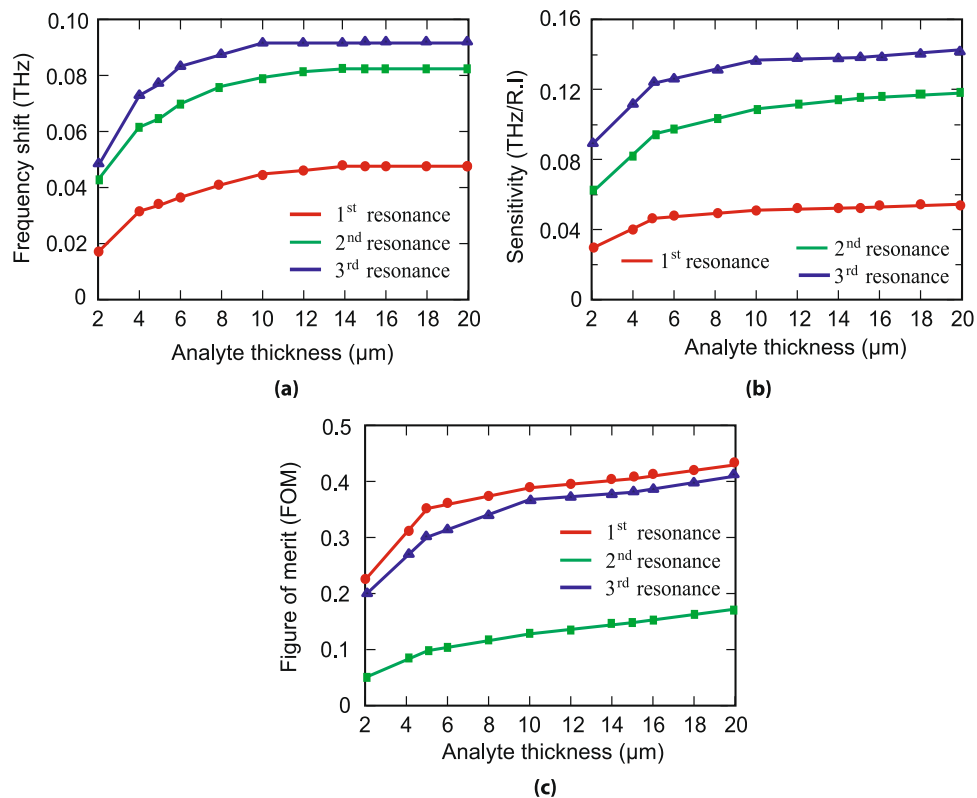 0.10
0.08
0.06
0.04
0.02
0
Frequency shift (THz)
1st resonance
2nd resonance
3rd resonance
2 4 6 8 10 12 14 16 18 20
Analyte thickness (µm)
(a)
0.16
0.12
0.08
0.04
0
Sensitivity (THz/R.I)
1st resonance
2nd resonance
3rd resonance
2 4 6 8 10 12 14 16 18 20
Analyte thickness (µm)
(b)
0.5
0.4
0.3
0.2
0.1
0
Figure of merit (FOM)
1st resonance
2nd resonance
3rd resonance
2 4 6 8 10 12 14 16 18 20
Analyte thickness (µm)
(c)